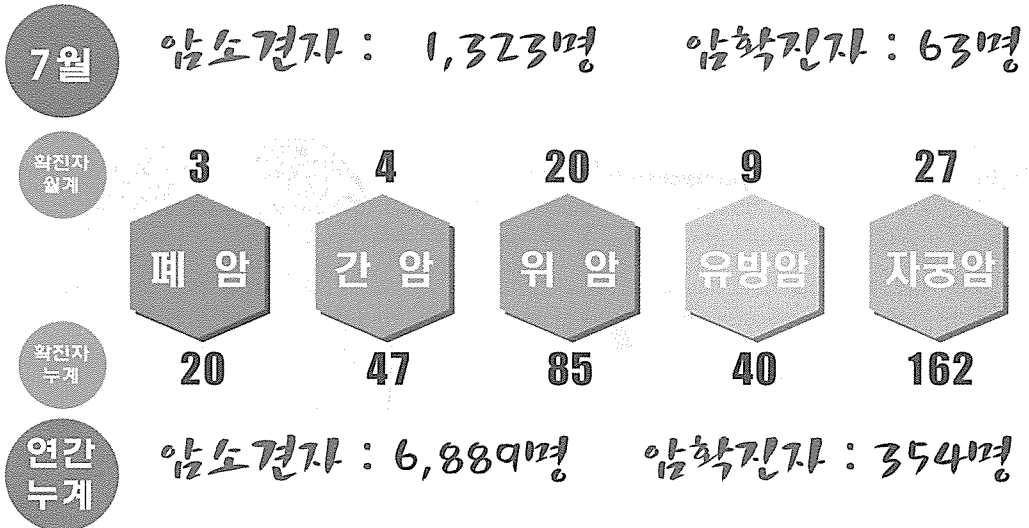 7월 암소견자 : 1,323명 암확진자 : 63명
확진자
월계
3 4 20 9 27
폐 암 간 암 위 암 유방암 자궁암
확진자
누계
20 47 85 40 162
연간
누계
암소견자 : 6,889명 암확진자 : 354명